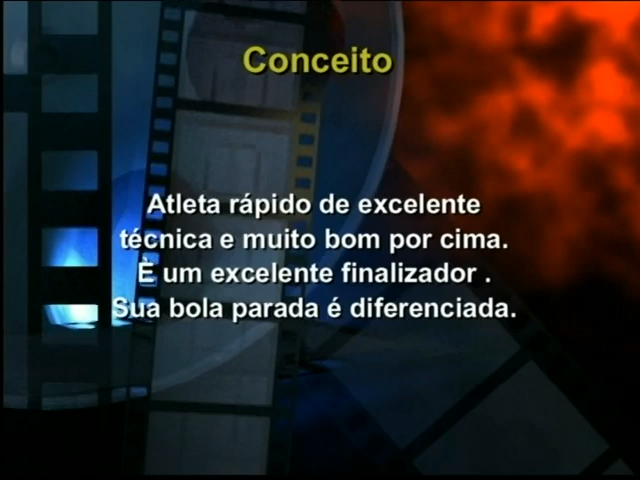 Conceito
Atleta rápido de excelente
técnica e muito bom por cima.
È um excelente finalizador .
Sua bola parada é diferenciada.